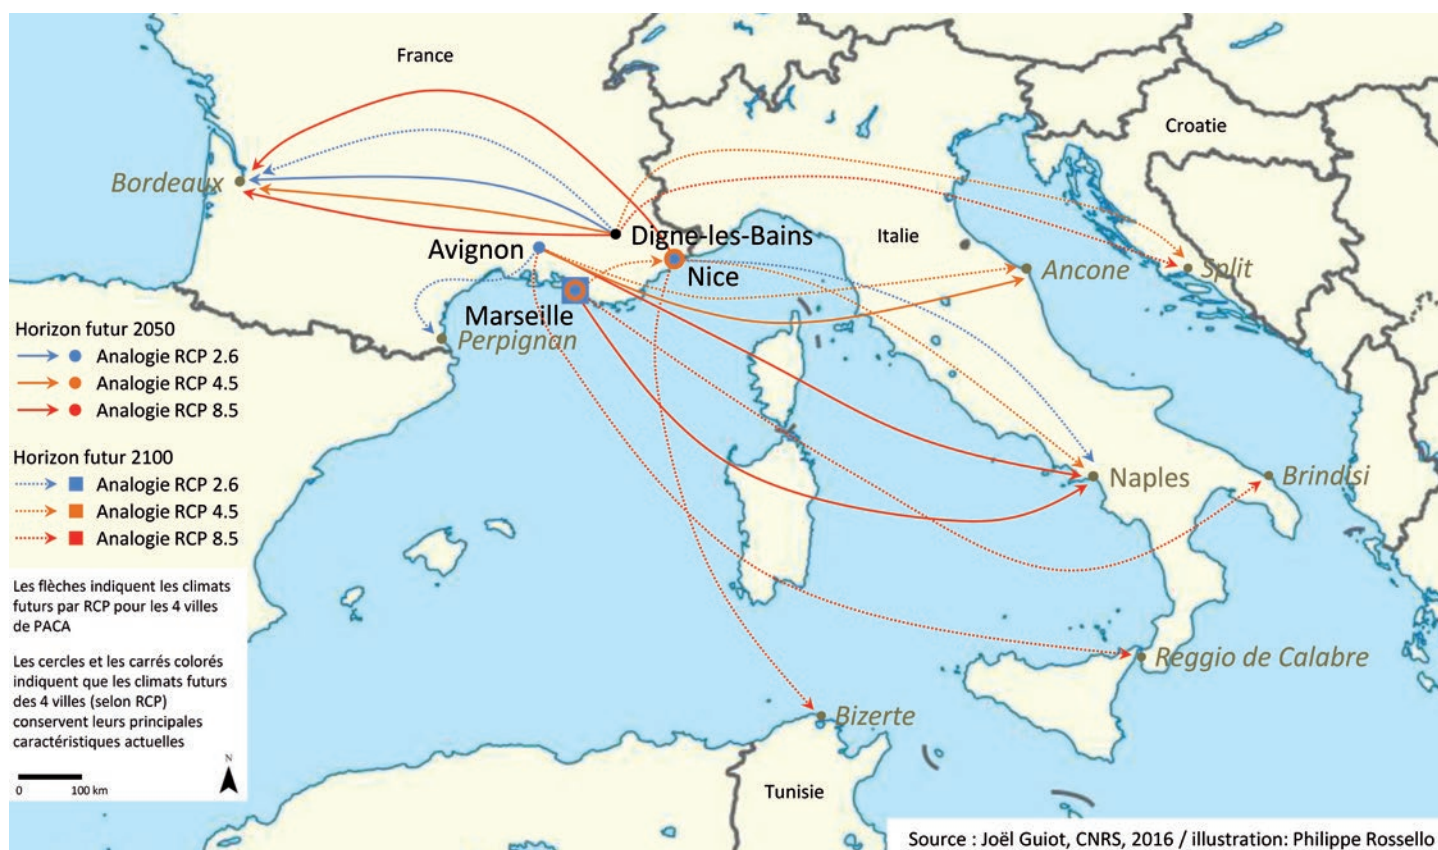 France
Croatie
Bordeaux
Digne-les-Bains
Avignon
Italie
Nice
Ancone
Split
Marseille
Perpignan
Horizon futur 2050
Analogie RCP 2.6
Analogie RCP 4.5
Analogie RCP 8.5
Naples
Brindisi
Horizon futur 2100
Analogie RCP 2.6
Analogie RCP 4.5
Analogie RCP 8.5
Les flèches indiquent les climats
futurs par RCP pour les 4 villes
de PACA
Les cercles et les carrés colorés
indiquent que les climats futurs
des 4 villes (selon RCP)
conservent leurs principales
caractéristiques actuelles
Reggio de Calabre
Bizerte
N
0 100 km
Tunisie
Source : Joël Guiot, CNRS, 2016 / illustration: Philippe Rossello